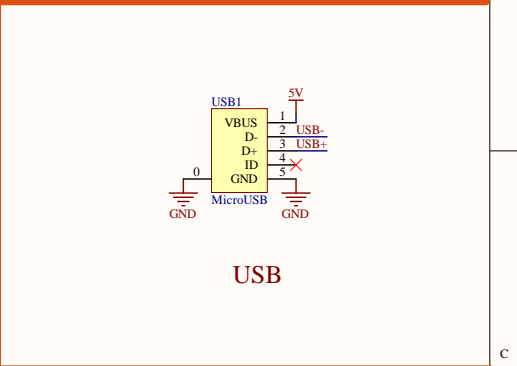 5V
USB1
VBUS 1
D- 2 USB-
D+ 3 USB+
ID 4
0 GND 5
MicroUSB
GND GND
USB
C